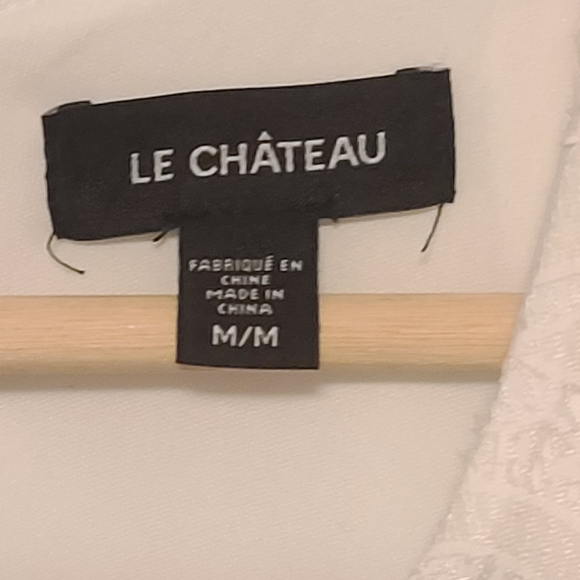 LE CHÂTEAU
FABRIQUÉ EN
CHINE
MADE IN
CHINA
M/M